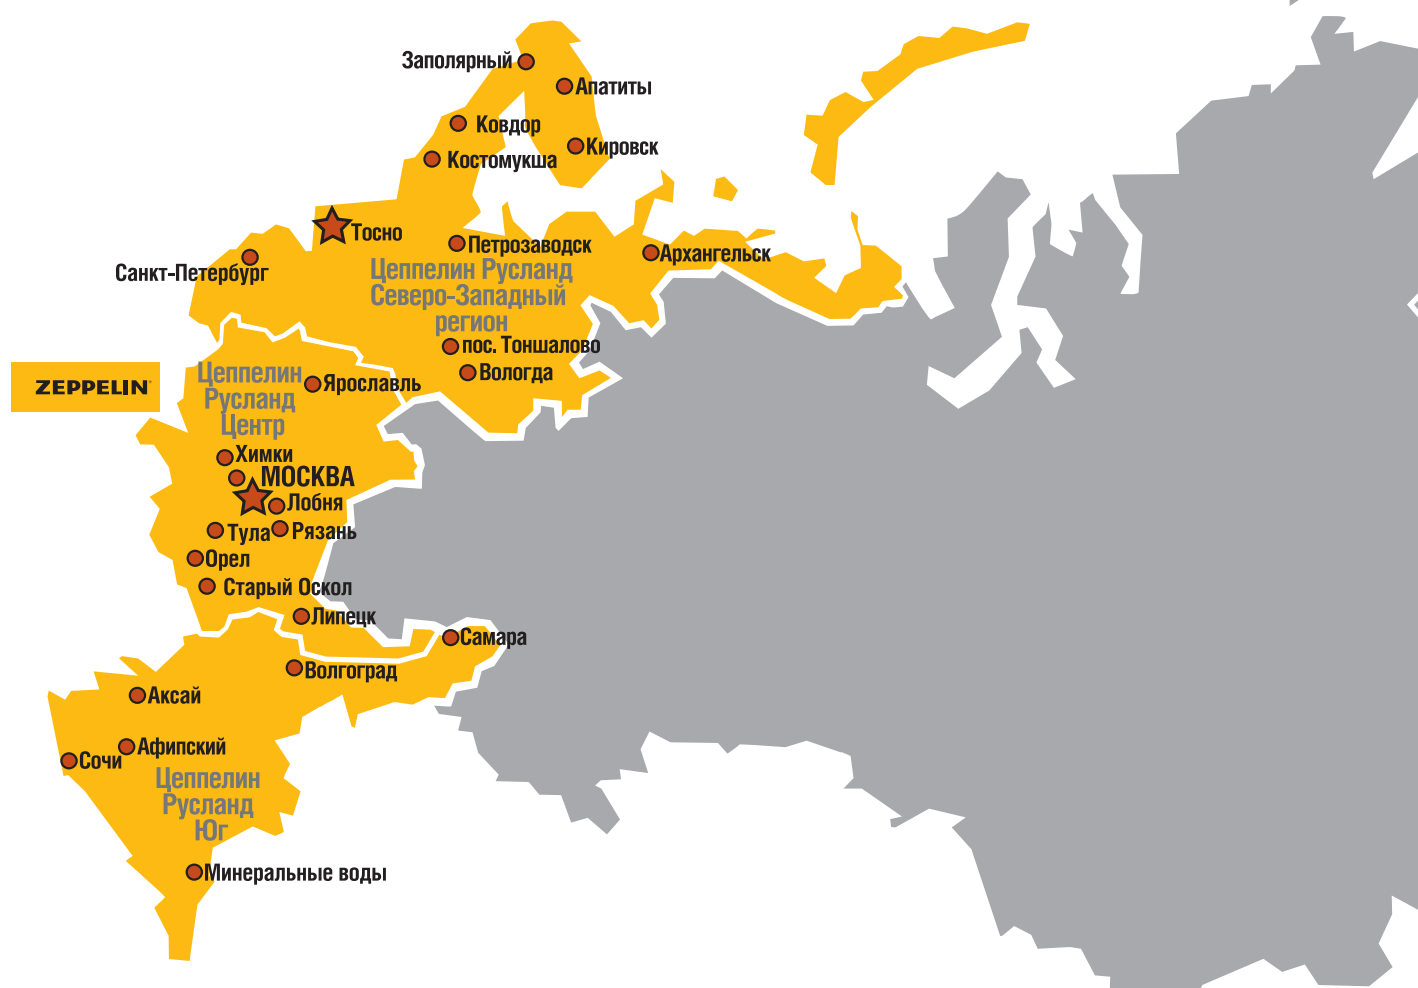 Заполярный
Апатиты
Ковдор
Кировск
Костомукша
Тосно
Петрозаводск
Архангельск
Санкт-Петербург
Цеппелин Русланд
Северо-Западный
регион
пос. Тоншалово
Вологда
ZEPPELIN
Цеппелин
Русланд
Центр
Ярославль
Химки
МОСКВА
Лобня
Тула
Рязань
Орел
Старый Оскол
Липецк
Самара
Волгоград
Аксай
Афипский
Сочи
Цеппелин
Русланд
Юг
Минеральные воды